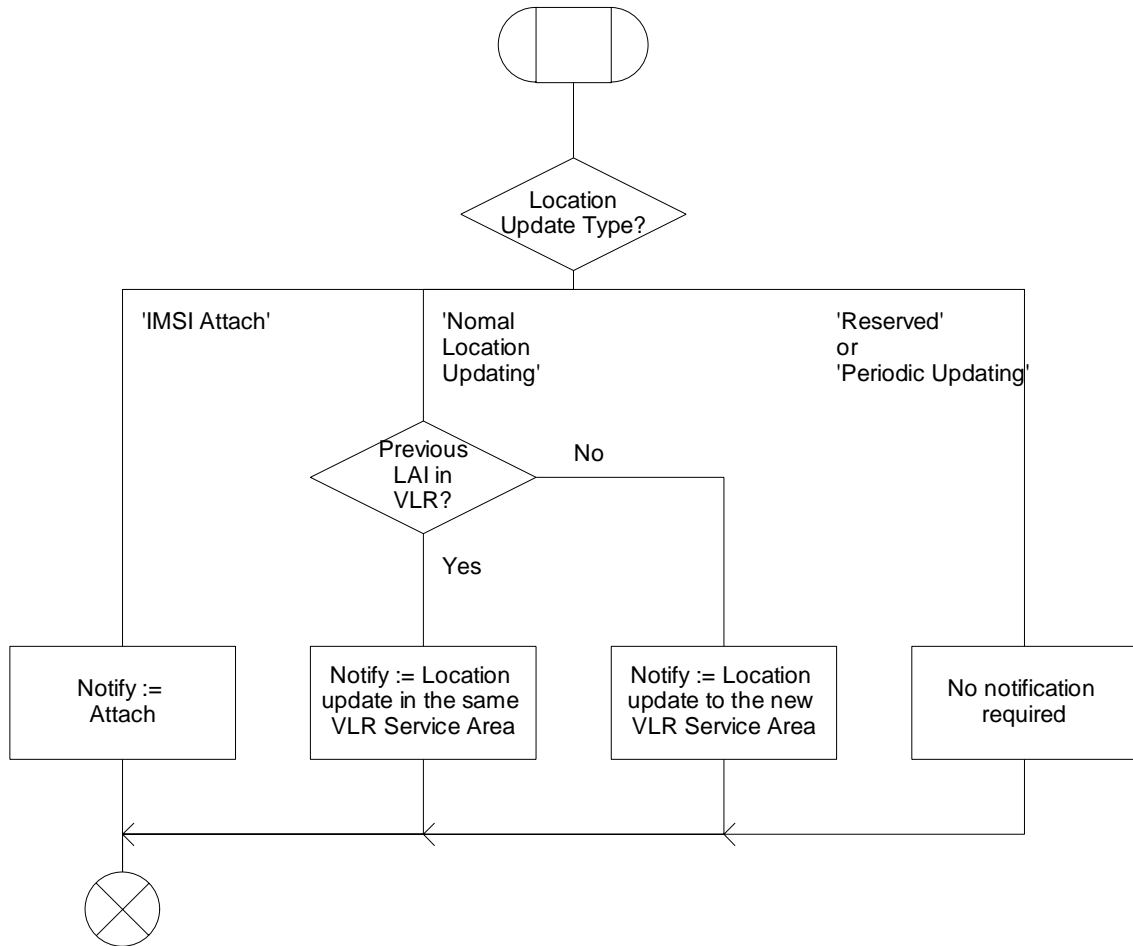 Location
Update Type?
'IMSI Attach'
'Nomal
Location
Updating'
'Reserved'
or
'Periodic Updating'
Previous
LAI in
VLR?
No
Yes
Notify :=
Attach
Notify := Location
update in the same
VLR Service Area
Notify := Location
update to the new
VLR Service Area
No notification
required